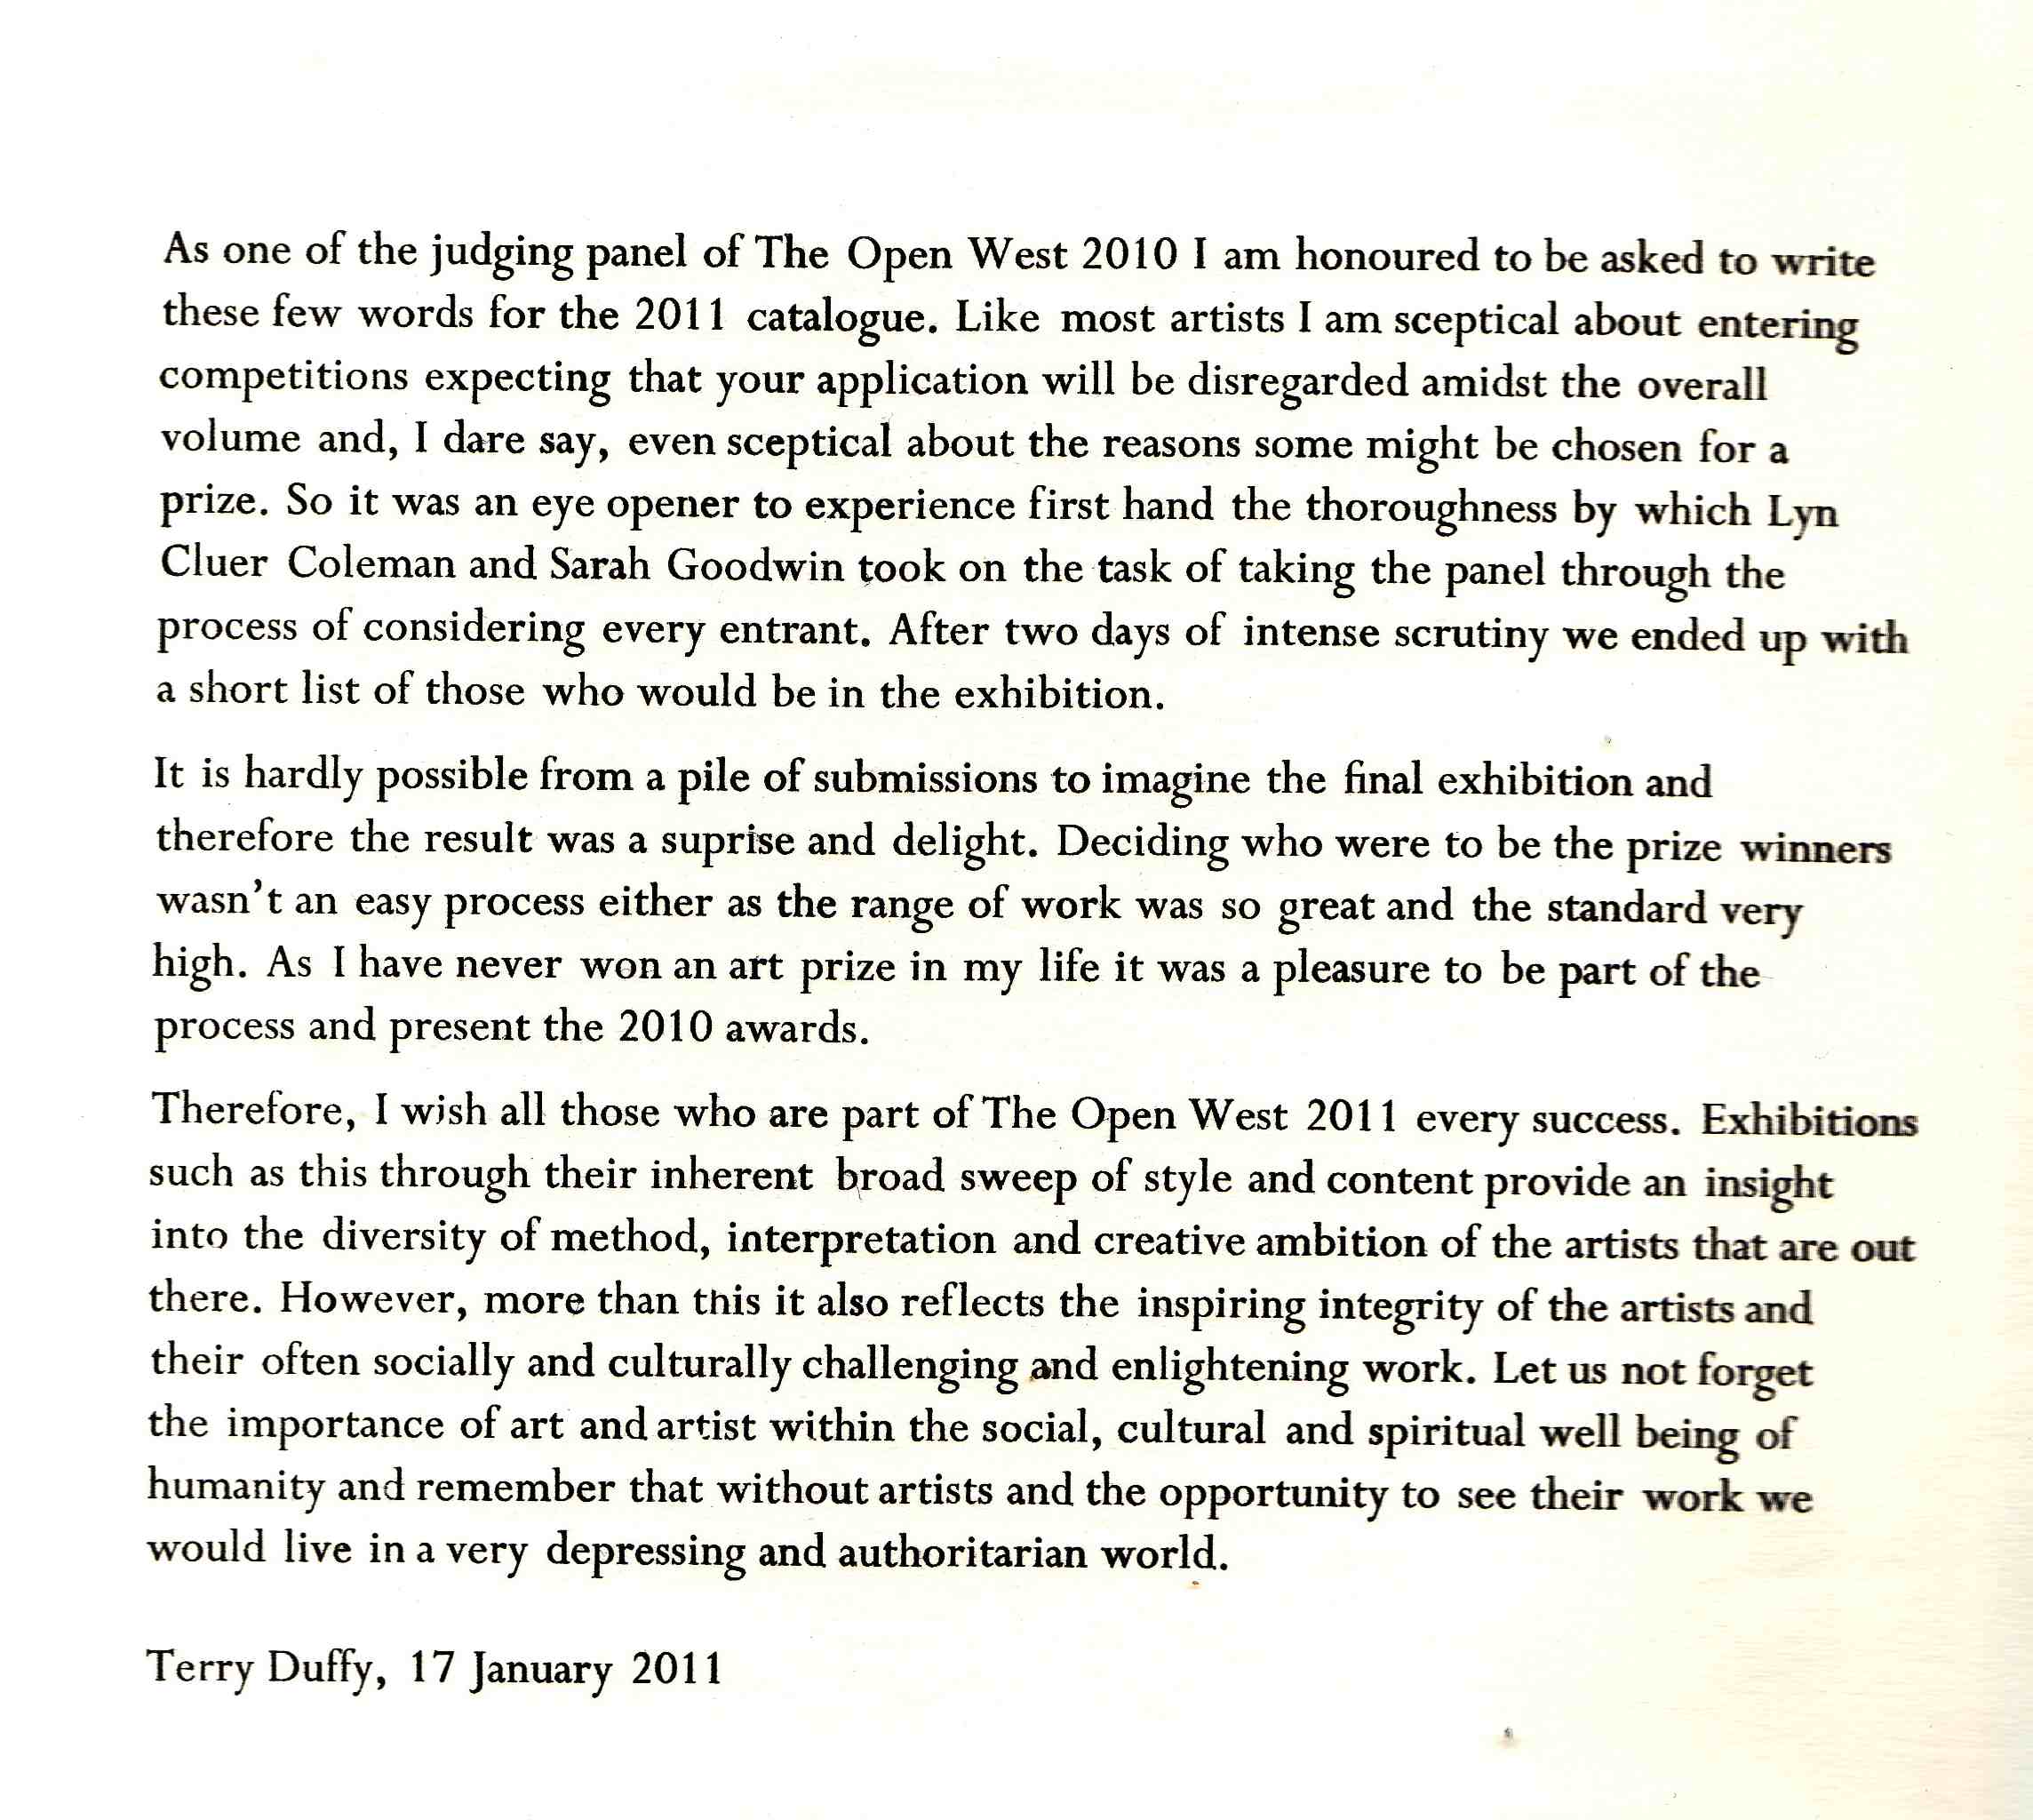 As one of the judging panel of The Open West 2010 I am honoured to be asked to write
these few words for the 2011 catalogue. Like most artists I am sceptical about entering
competitions expecting that your application will be disregarded amidst the overall
volume and, I dare say, even sceptical about the reasons some might be chosen for a
prize. So it was an eye opener to experience first hand the thoroughness by which Lyn
Cluer Coleman and Sarah Goodwin took on the task of taking the panel through the
process of considering every entrant. After two days of intense scrutiny we ended up with
a short list of those who would be in the exhibition.
It is hardly possible from a pile of submissions to imagine the final exhibition and
therefore the result was a suprise and delight. Deciding who were to be the prize winners
wasn't an easy process either as the range of work was so great and the standard very
high. As I have never won an art prize in my life it was a pleasure to be part of the
process and present the 2010 awards.
Therefore, I wish all those who are part of The Open West 2011 every success. Exhibitions
such as this through their inherent broad sweep of style and content provide an insight
into the diversity of method, interpretation and creative ambition of the artists that are out
there. However, more than this it also reflects the inspiring integrity of the artists and
their often socially and culturally challenging and enlightening work. Let us not forget
the importance of art and artist within the social, cultural and spiritual well being of
humanity and remember that without artists and the opportunity to see their work we
would live in a very depressing and authoritarian world.
Terry Duffy, 17 January 2011